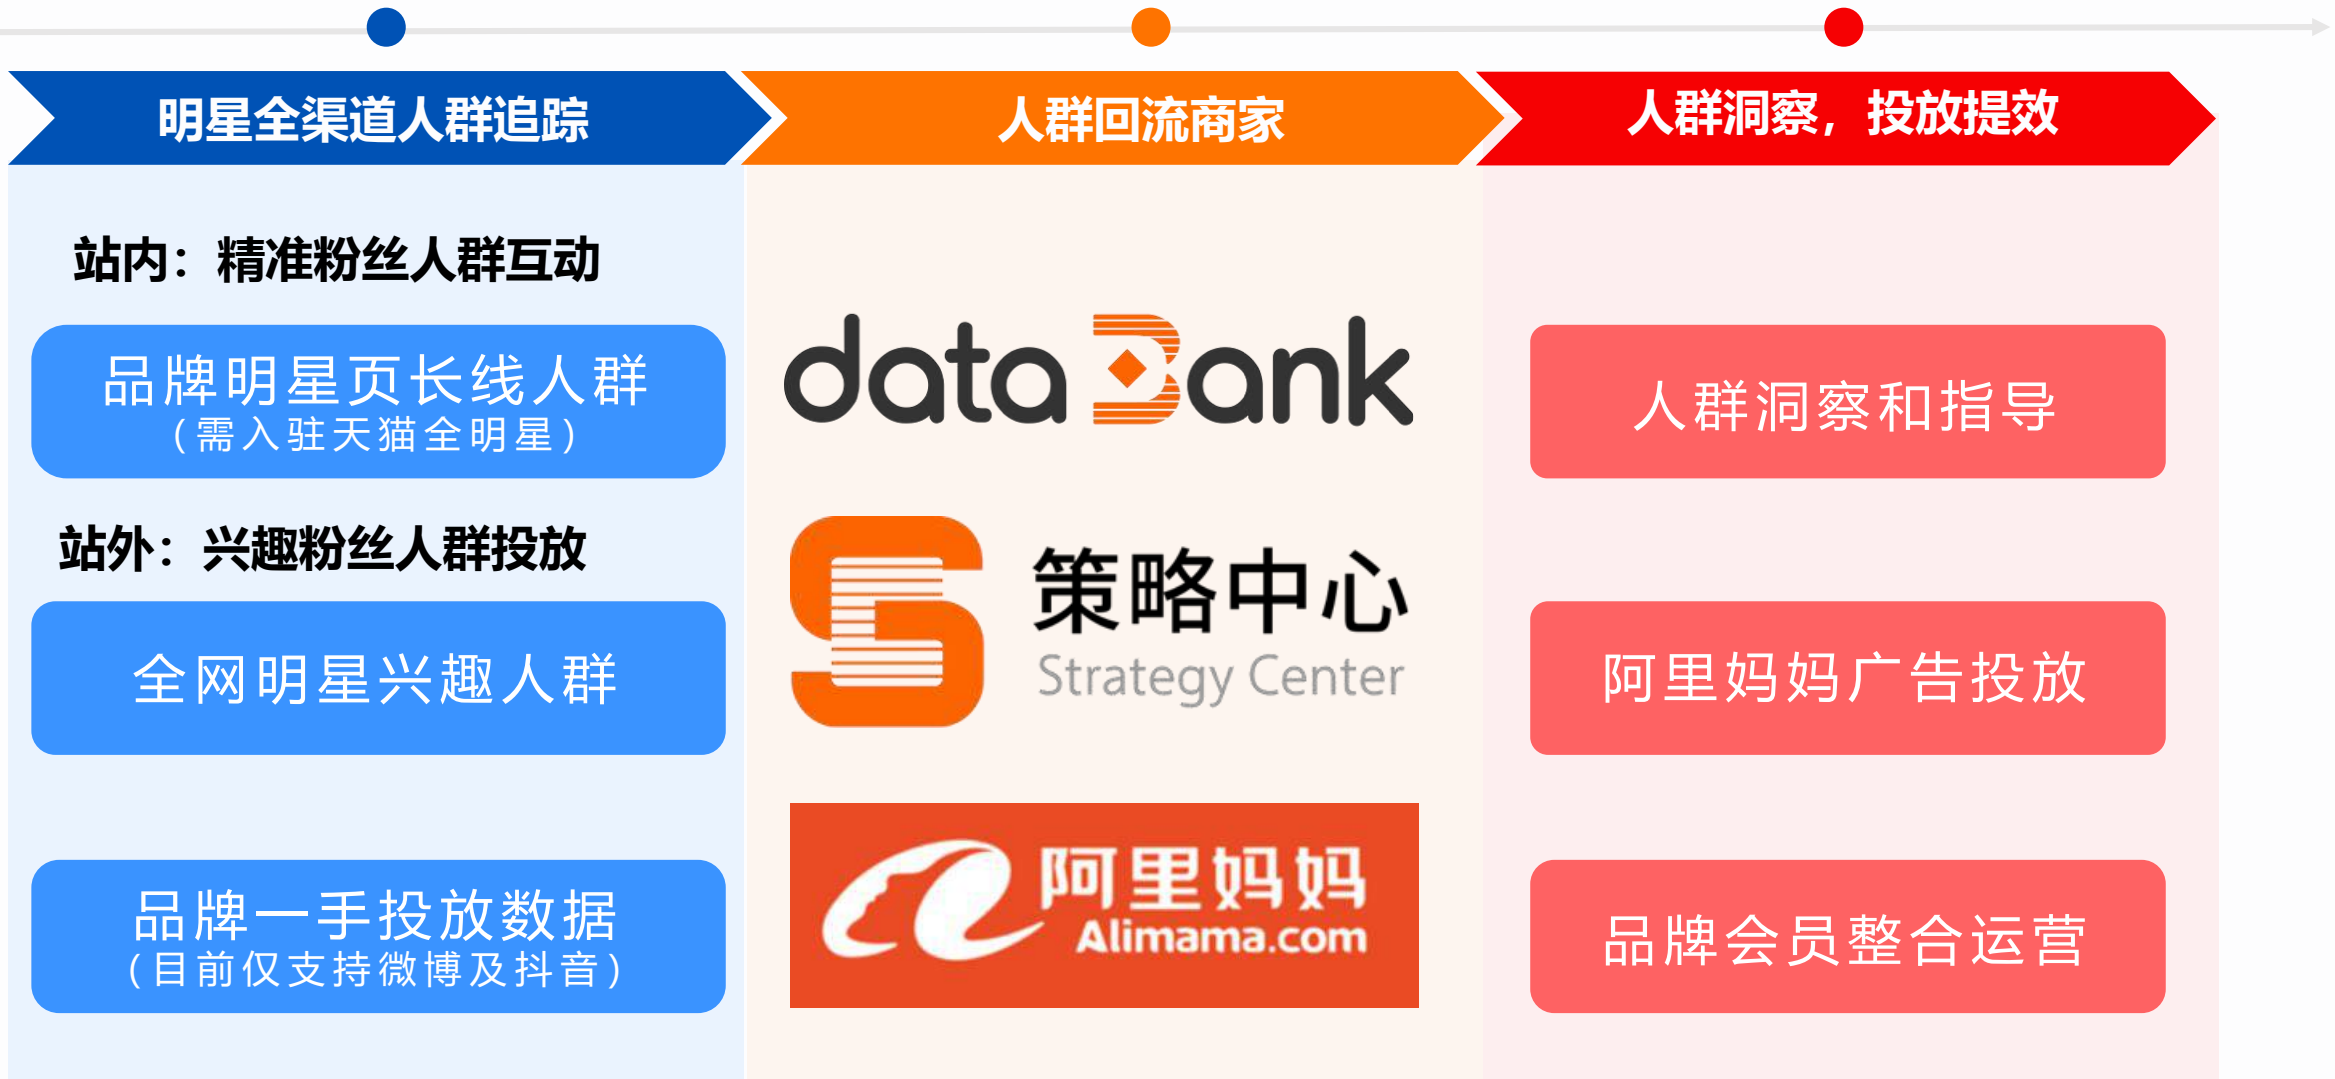 明星全渠道人群追踪
站内：精准粉丝人群互动
品牌明星页长线人群
（需入驻天猫全明星）
站外：兴趣粉丝人群投放
全网明星兴趣人群
品牌一手投放数据
（目前仅支持微博及抖音）
人群回流商家
data Bank
策略中心
Strategy Center
阿里妈妈
Alimama.com
人群洞察，投放提效
人群洞察和指导
阿里妈妈广告投放
品牌会员整合运营